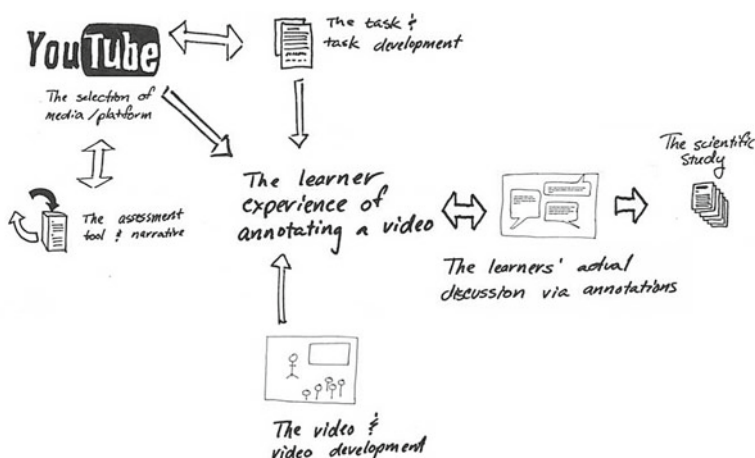 YouTube
The selection of
media/platform
The task &
task development
The assessment
tool & narrative
The learner
experience of
annotating a video
The learners' actual
discussion via annotations
The scientific
study
The video &
video development